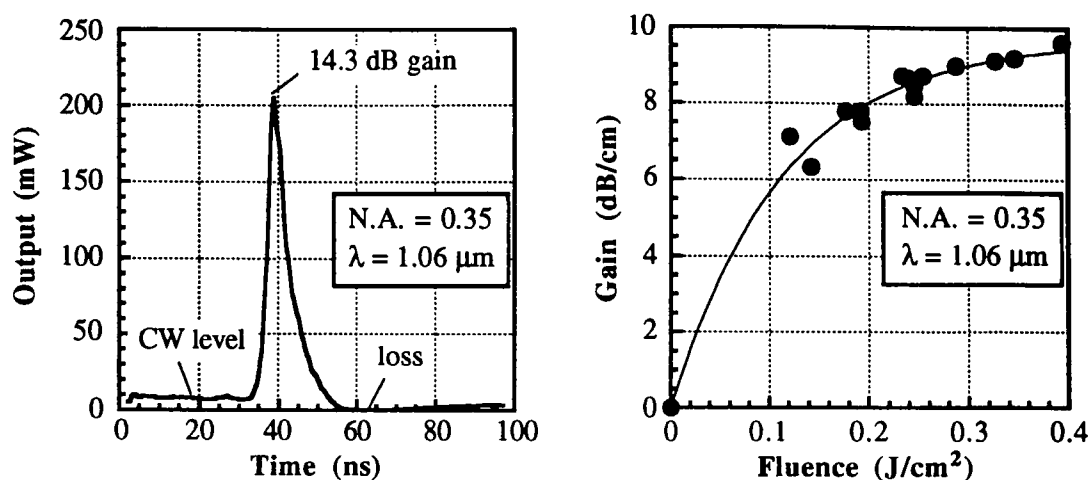 250
200
150
100
50
0
Output (mW)
14.3 dB gain
N.A. = 0.35
λ = 1.06 μm
CW level
loss
0 20 40 60 80 100
Time (ns)
10
8
6
4
2
0
Gain (dB/cm)
N.A. = 0.35
λ = 1.06 μm
0 0.1 0.2 0.3 0.4
Fluence (J/cm²)